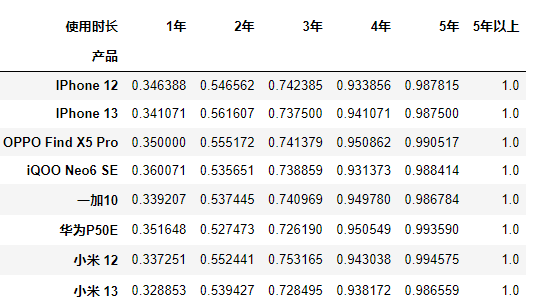 使用时长 1年 2年 3年 4年 5年 5年以上
产品
IPhone 12 0.346388 0.546562 0.742385 0.933856 0.987815 1.0
IPhone 13 0.341071 0.561607 0.737500 0.941071 0.987500 1.0
OPPO Find X5 Pro 0.350000 0.555172 0.741379 0.950862 0.990517 1.0
iQOO Neo6 SE 0.360071 0.535651 0.738859 0.931373 0.988414 1.0
一加10 0.339207 0.537445 0.740969 0.949780 0.986784 1.0
华为P50E 0.351648 0.527473 0.726190 0.950549 0.993590 1.0
小米 12 0.337251 0.552441 0.753165 0.943038 0.994575 1.0
小米 13 0.328853 0.539427 0.728495 0.938172 0.986559 1.0